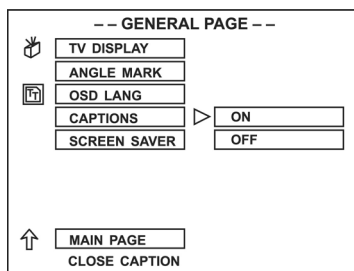 -- GENERAL PAGE --
TV DISPLAY
ANGLE MARK
OSD LANG
CAPTIONS
ON
SCREEN SAVER
OFF
MAIN PAGE
CLOSE CAPTION